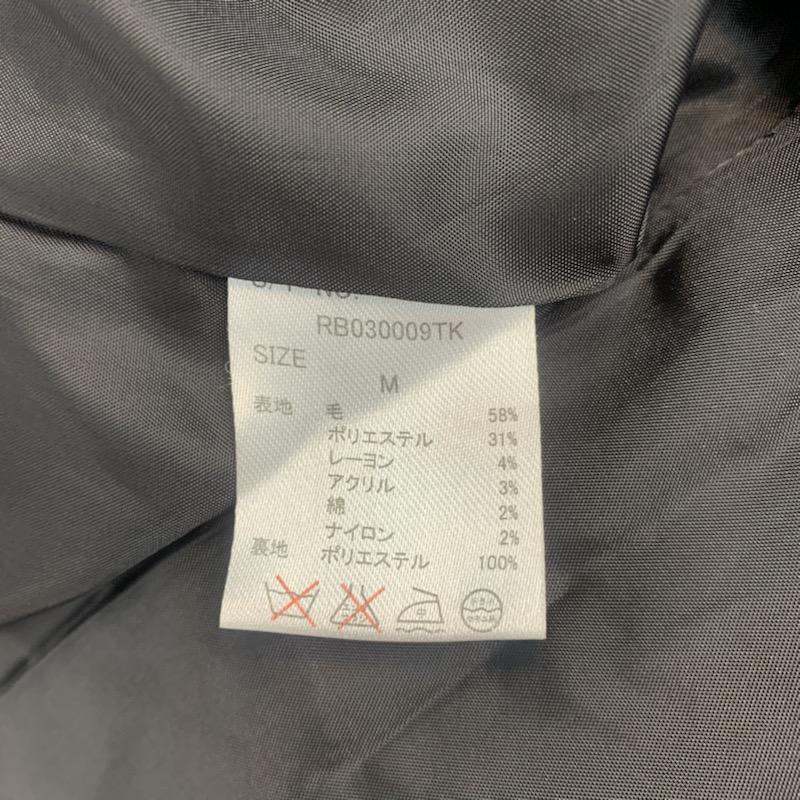 RB030009TK
SIZE
M
表地 毛 58%
ポリエステル 31%
レーヨン 4%
アクリル 3%
綿 2%
ナイロン 2%
裏地 ポリエステル 100%
中